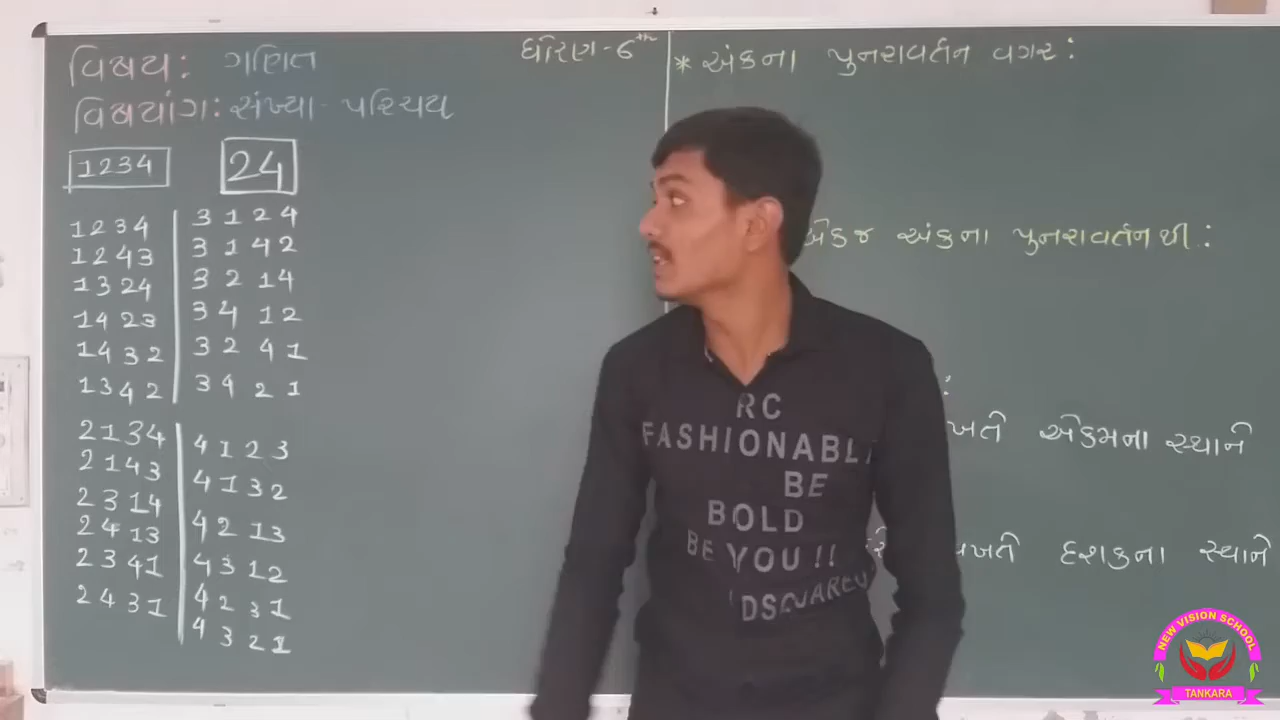 વિષય: ગણિત
ધોરણ-6th
વિષયાંગ: સંખ્યા-પરિચય
1234
24
1234
1243
1324
1423
1432
1342
2134
2143
2314
2413
2341
2431
3124
3142
3214
3412
3241
3421
4123
4132
4213
4312
4231
4321
* અંકના પુનરાવર્તન વગર:
એકજ અંકના પુનરાવર્તનથી:
:
એકમના સ્થાને
દશકના સ્થાને
RC
FASHIONABL
BE
BOLD
BE YOU !!
NEW VISION SCHOOL
TANKARA